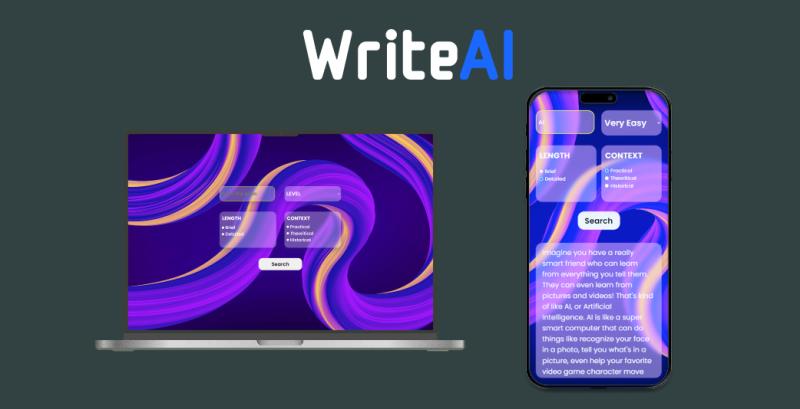 WriteAI
LEVEL
LENGTH
Brief
Detailed
CONTEXT
Practical
Theoritical
Historical
Search
AI
Very Easy
LENGTH
Brief
Detailed
CONTEXT
Practical
Theoritical
Historical
Search
Imagine you have a really
smart friend who can learn
from everything you tell them.
They can even learn from
pictures and videos! That's kind
of like AI, or Artificial
Intelligence. AI is like a super
smart computer that can do
things like recognize your face
in a photo, tell you what's in a
picture, even help your favorite
video game character move